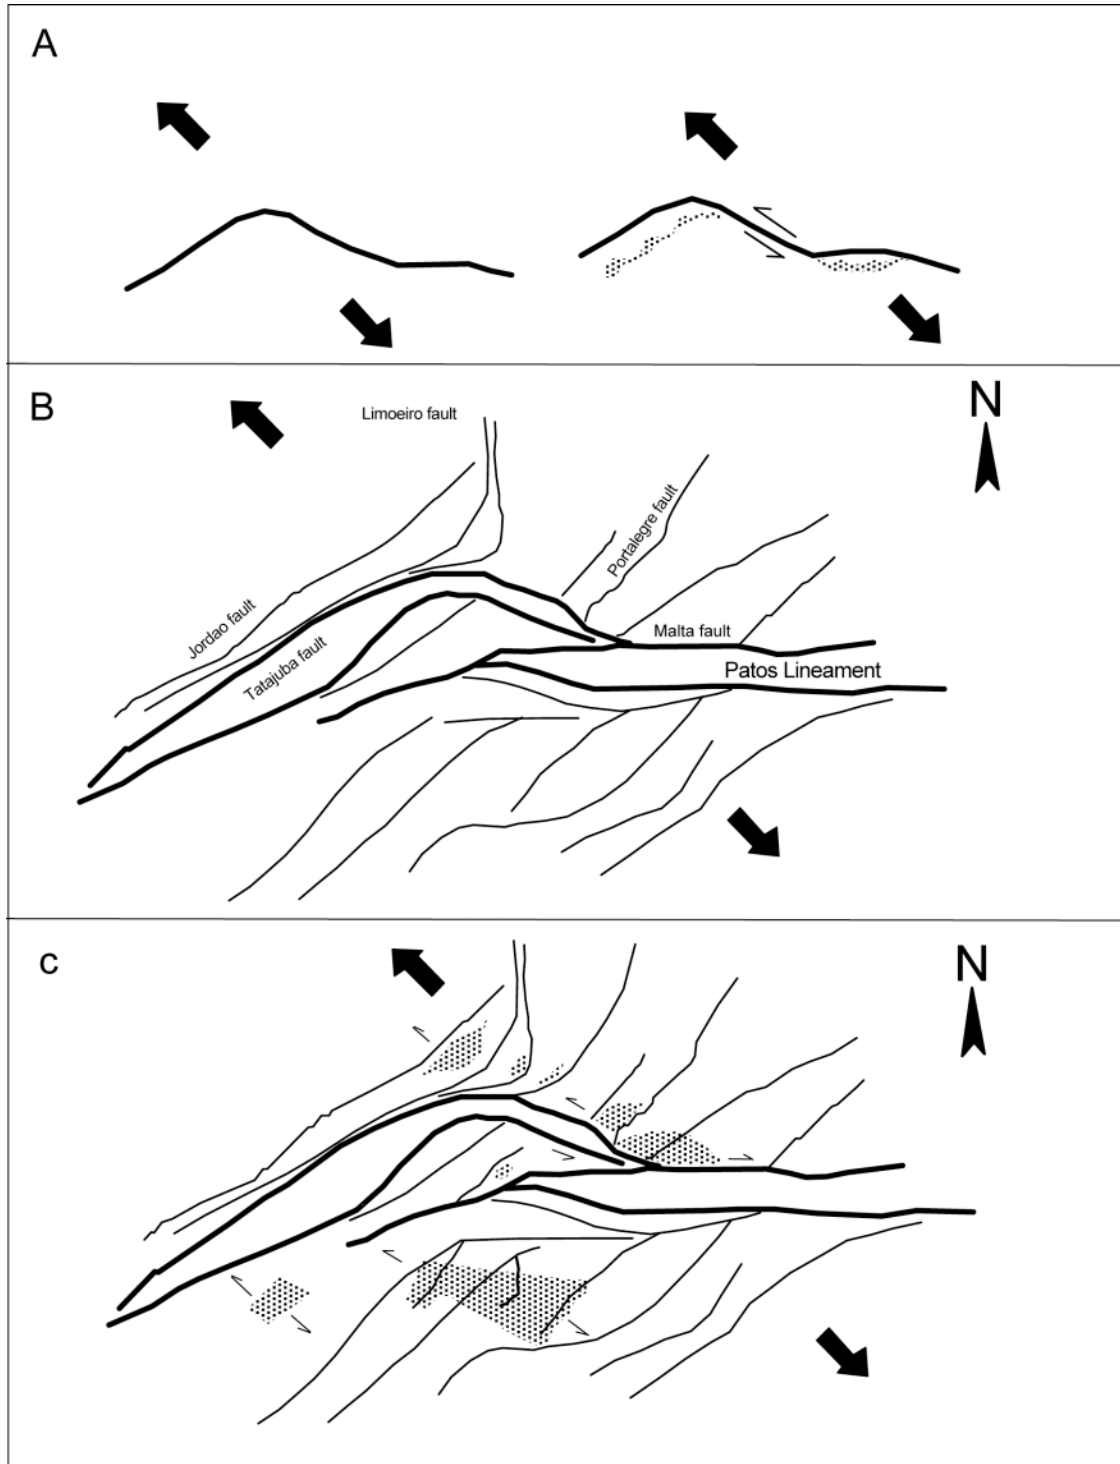 A
B
Limoeiro fault
N
Portalegre fault
Jordao fault
Tatajuba fault
Malta fault
Patos Lineament
c
N